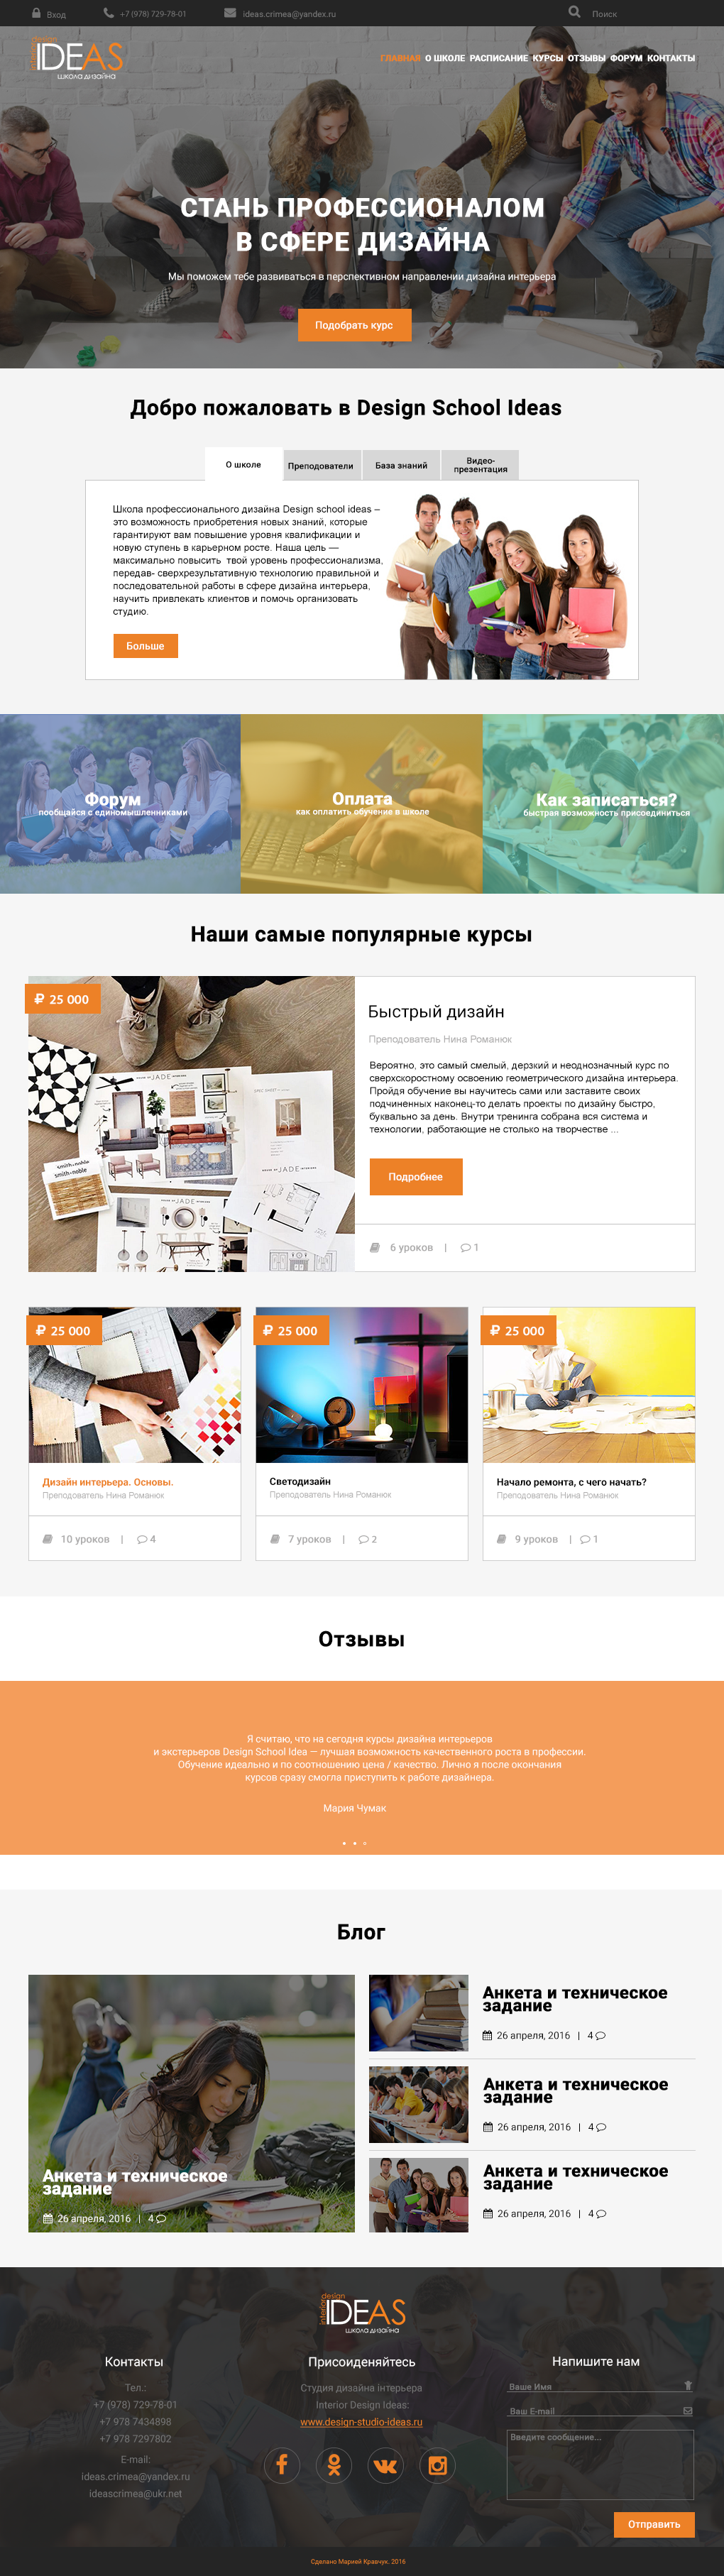 Вход
+7 (978) 729-78-01
ideas.crimea@yandex.ru
Поиск
interior design
IDEAS
школа дизайна
ГЛАВНАЯ О ШКОЛЕ РАСПИСАНИЕ КУРСЫ ОТЗЫВЫ ФОРУМ КОНТАКТЫ
СТАНЬ ПРОФЕССИОНАЛОМ
В СФЕРЕ ДИЗАЙНА
Мы поможем тебе развиваться в перспективном направлении дизайна интерьера
Подобрать курс
Добро пожаловать в Design School Ideas
О школе
Преподователи
База знаний
Видео-
презентация
Школа профессионального дизайна Design school ideas –
это возможность приобретения новых знаний, которые
гарантируют вам повышение уровня квалификации и
новую ступень в карьерном росте. Наша цель —
максимально повысить твой уровень профессионализма,
передав- сверхрезультативную технологию правильной и
последовательной работы в сфере дизайна интерьера,
научить привлекать клиентов и помочь организовать
студию.
Больше
Форум
пообщайся с единомышленниками
Оплата
как оплатить обучение в школе
Как записаться?
быстрая возможность присоединиться
Наши самые популярные курсы
₽ 25 000
JADE
smith+noble
smith+noble
JADE
JADE
Быстрый дизайн
Преподователь Нина Романюк
Вероятно, это самый смелый, дерзкий и неоднозначный курс по
сверхскоростному освоению геометрического дизайна интерьера.
Пройдя обучение вы научитесь сами или заставите своих
подчиненных наконец-то делать проекты по дизайну быстро,
буквально за день. Внутри тренинга собрана вся система и
технологии, работающие не столько на творчестве ...
Подробнее
6 уроков | 1
₽ 25 000
₽ 25 000
₽ 25 000
Дизайн интерьера. Основы.
Преподователь Нина Романюк
10 уроков | 4
Светодизайн
Преподователь Нина Романюк
7 уроков | 2
Начало ремонта, с чего начать?
Преподователь Нина Романюк
9 уроков | 1
Отзывы
Я считаю, что на сегодня курсы дизайна интерьеров
и экстерьеров Design School Idea — лучшая возможность качественного роста в профессии.
Обучение идеально и по соотношению цена / качество. Лично я после окончания
курсов сразу смогла приступить к работе дизайнера.
Мария Чумак
Блог
Анкета и техническое
задание
26 апреля, 2016 | 4
Анкета и техническое
задание
26 апреля, 2016 | 4
Анкета и техническое
задание
26 апреля, 2016 | 4
Анкета и техническое
задание
26 апреля, 2016 | 4
interior design
IDEAS
школа дизайна
Контакты
Тел.:
+7 (978) 729-78-01
+7 978 7434898
+7 978 7297802
E-mail:
ideas.crimea@yandex.ru
ideascrimea@ukr.net
Присоиденяйтесь
Студия дизайна інтерьера
Interior Design Ideas:
www.design-studio-ideas.ru
Напишите нам
Ваше Имя
Ваш E-mail
Введите сообщение...
Отправить
Сделано Марией Кравчук. 2016